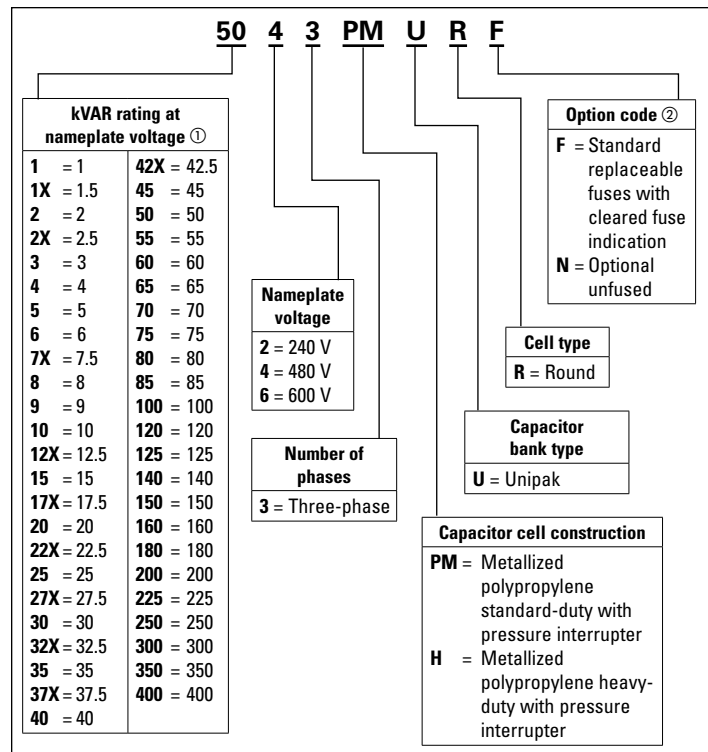 50 4 3 PM U R F
kVAR rating at
nameplate voltage ①
1 = 1
1X = 1.5
2 = 2
2X = 2.5
3 = 3
4 = 4
5 = 5
6 = 6
7X = 7.5
8 = 8
9 = 9
10 = 10
12X = 12.5
15 = 15
17X = 17.5
20 = 20
22X = 22.5
25 = 25
27X = 27.5
30 = 30
32X = 32.5
35 = 35
37X = 37.5
40 = 40
42X = 42.5
45 = 45
50 = 50
55 = 55
60 = 60
65 = 65
70 = 70
75 = 75
80 = 80
85 = 85
100 = 100
120 = 120
125 = 125
140 = 140
150 = 150
160 = 160
180 = 180
200 = 200
225 = 225
250 = 250
300 = 300
350 = 350
400 = 400
Nameplate
voltage
2 = 240 V
4 = 480 V
6 = 600 V
Number of
phases
3 = Three-phase
Capacitor cell construction
PM = Metallized
polypropylene
standard-duty with
pressure interrupter
H = Metallized
polypropylene heavy-
duty with pressure
interrupter
Capacitor
bank type
U = Unipak
Cell type
R = Round
Option code ②
F = Standard
replaceable
fuses with
cleared fuse
indication
N = Optional
unfused